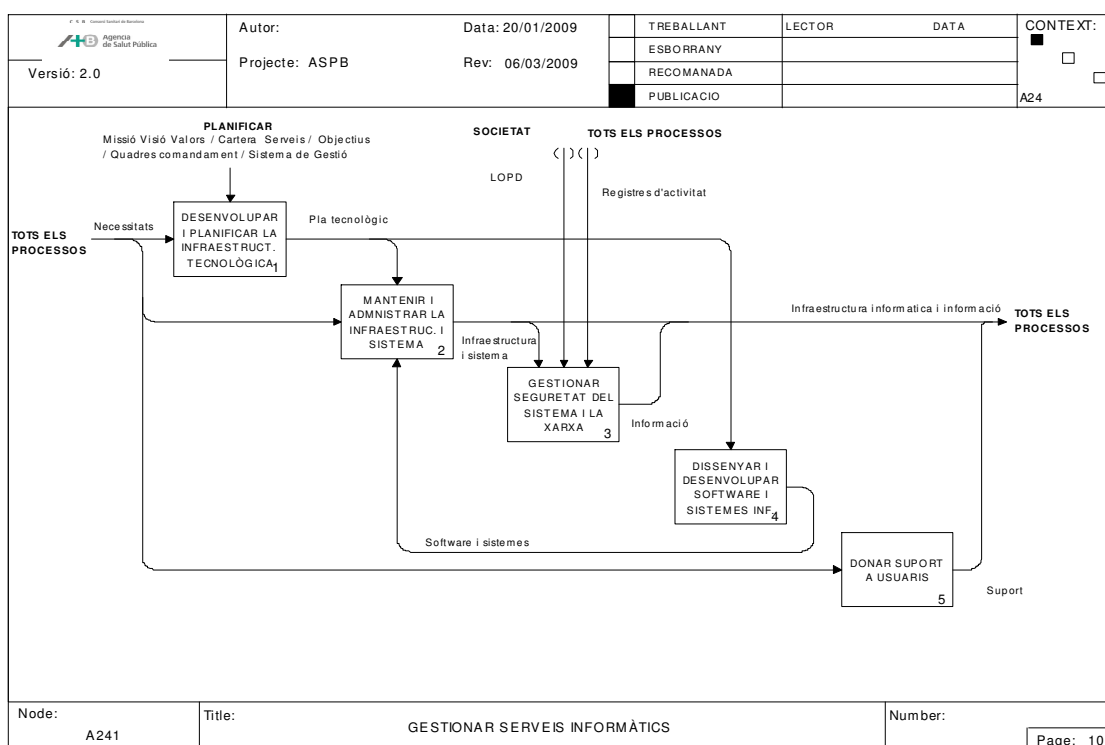 C S B Consorci Sanitari de Barcelona
Agència
de Salut Pública
Versió: 2.0
Autor:
Data: 20/01/2009
Projecte: ASPB
Rev: 06/03/2009
TREBALLANT
LECTOR
DATA
ESBORRANY
RECOMANADA
PUBLICACIO
CONTEXT:
A24
PLANIFICAR
Missió Visió Valors / Cartera Serveis / Objectius
/ Quadres comandament / Sistema de Gestió
SOCIETAT
TOTS ELS PROCESSOS
LOPD
Registres d'activitat
TOTS ELS
PROCESSOS
Necessitats
DESENVOLUPAR
I PLANIFICAR LA
INFRAESTRUCT.
TECNOLÒGICA
1
Pla tecnològic
MANTENIR I
ADMNISTRAR LA
INFRAESTRUC. I
SISTEMA
2
Infraestructura
i sistema
Infraestructura informatica i informació
TOTS ELS
PROCESSOS
GESTIONAR
SEGURETAT DEL
SISTEMA I LA
XARXA
3
Informació
DISSENYAR I
DESENVOLUPAR
SOFTWARE I
SISTEMES INF.
4
Software i sistemes
DONAR SUPORT
A USUARIS
5
Suport
Node:
A241
Title:
GESTIONAR SERVEIS INFORMÀTICS
Number:
Page: 10